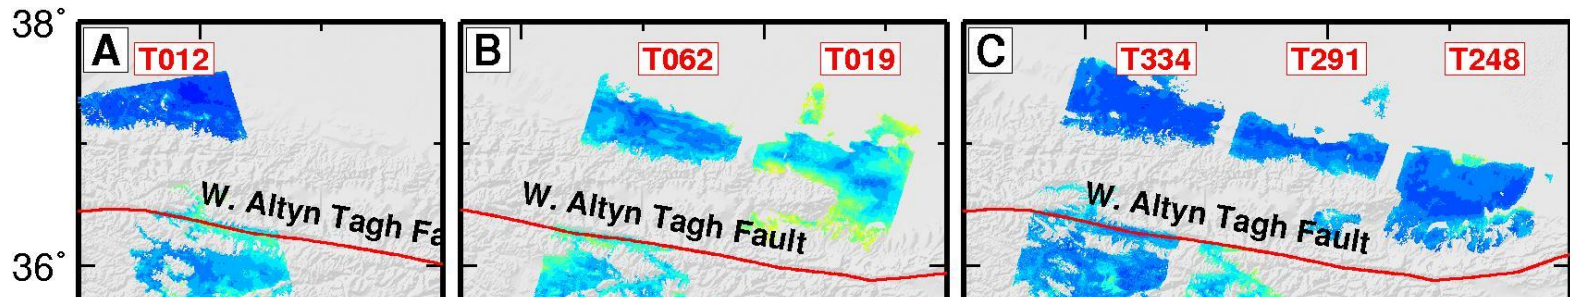 38°
A
T012
B
T062
T019
C
T334
T291
T248
W. Altyn Tagh Fa
W. Altyn Tagh Fault
W. Altyn Tagh Fault
36°